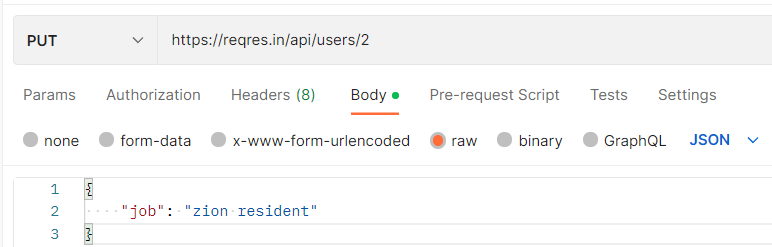 PUT https://reqres.in/api/users/2
Params Authorization Headers (8) Body Pre-request Script Tests Settings
none form-data x-www-form-urlencoded raw binary GraphQL JSON
1 {
2 "job": "zion resident"
3 }